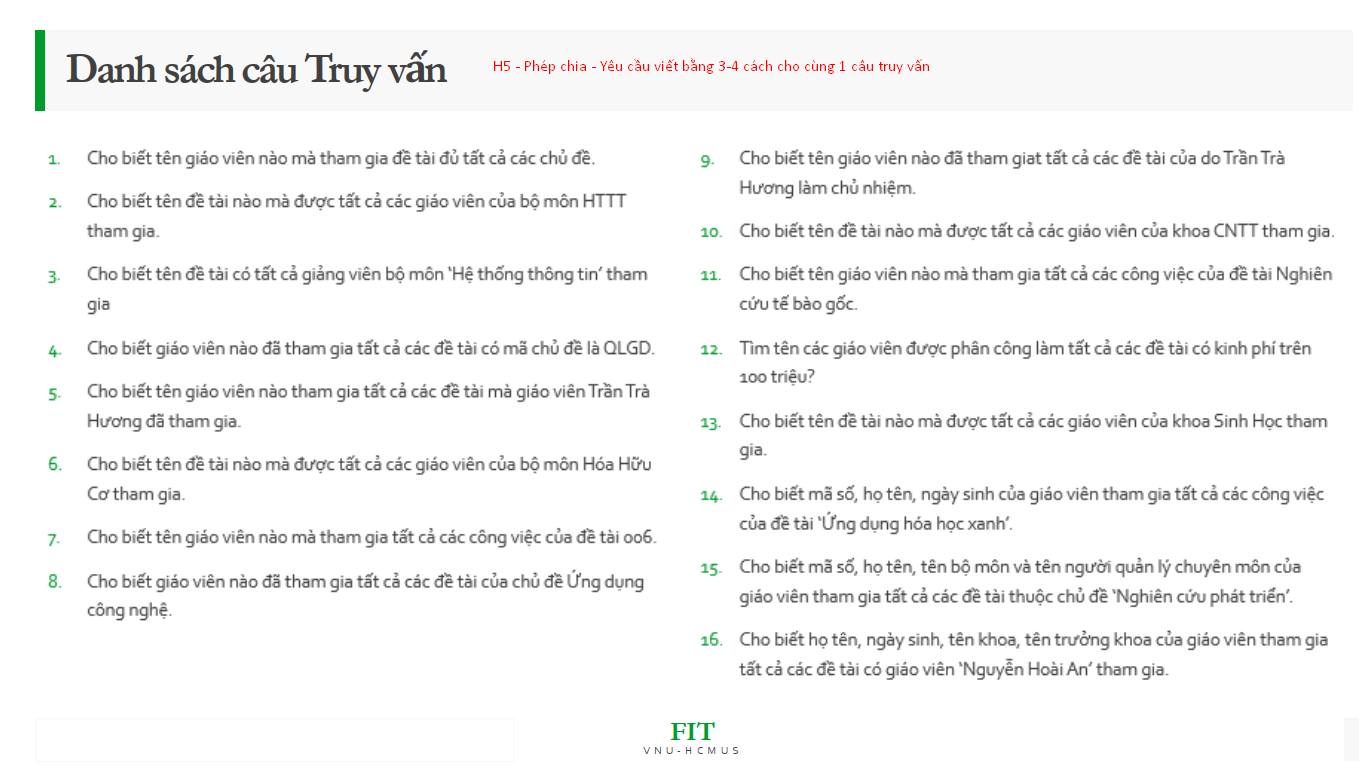 Danh sách câu Truy vấn
H5 - Phép chia - Yêu cầu viết bằng 3-4 cách cho cùng 1 câu truy vấn
1. Cho biết tên giáo viên nào mà tham gia đề tài đủ tất cả các chủ đề.
2. Cho biết tên đề tài nào mà được tất cả các giáo viên của bộ môn HTTT
tham gia.
3. Cho biết tên đề tài có tất cả giảng viên bộ môn 'Hệ thống thông tin' tham
gia
4. Cho biết giáo viên nào đã tham gia tất cả các đề tài có mã chủ đề là QLGD.
5. Cho biết tên giáo viên nào tham gia tất cả các đề tài mà giáo viên Trần Trà
Hương đã tham gia.
6. Cho biết tên đề tài nào mà được tất cả các giáo viên của bộ môn Hóa Hữu
Cơ tham gia.
7. Cho biết tên giáo viên nào mà tham gia tất cả các công việc của đề tài 006.
8. Cho biết giáo viên nào đã tham gia tất cả các đề tài của chủ đề Ứng dụng
công nghệ.
9. Cho biết tên giáo viên nào đã tham giat tất cả các đề tài của do Trần Trà
Hương làm chủ nhiệm.
10. Cho biết tên đề tài nào mà được tất cả các giáo viên của khoa CNTT tham gia.
11. Cho biết tên giáo viên nào mà tham gia tất cả các công việc của đề tài Nghiên
cứu tế bào gốc.
12. Tìm tên các giáo viên được phân công làm tất cả các đề tài có kinh phí trên
100 triệu?
13. Cho biết tên đề tài nào mà được tất cả các giáo viên của khoa Sinh Học tham
gia.
14. Cho biết mã số, họ tên, ngày sinh của giáo viên tham gia tất cả các công việc
của đề tài 'Ứng dụng hóa học xanh'.
15. Cho biết mã số, họ tên, tên bộ môn và tên người quản lý chuyên môn của
giáo viên tham gia tất cả các đề tài thuộc chủ đề 'Nghiên cứu phát triển'.
16. Cho biết họ tên, ngày sinh, tên khoa, tên trưởng khoa của giáo viên tham gia
tất cả các đề tài có giáo viên 'Nguyễn Hoài An' tham gia.
FIT
VNU-HCMUS